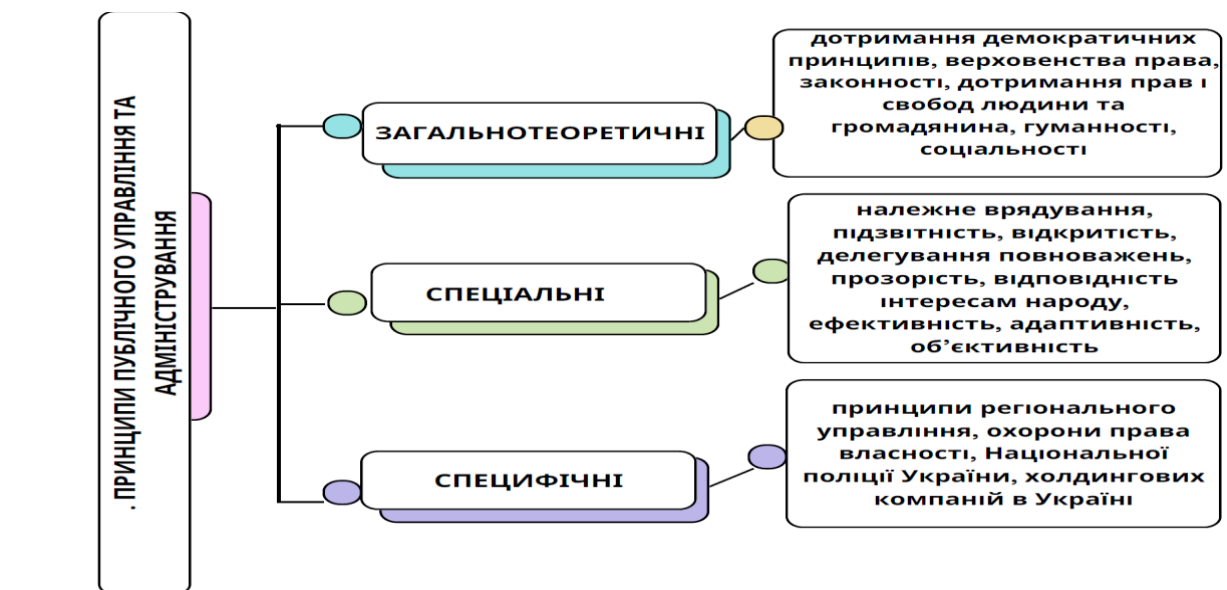 . ПРИНЦИПИ ПУБЛІЧНОГО УПРАВЛІННЯ ТА
АДМІНІСТРУВАННЯ
ЗАГАЛЬНОТЕОРЕТИЧНІ
дотримання демократичних
принципів, верховенства права,
законності, дотримання прав і
свобод людини та
громадянина, гуманності,
соціальності
СПЕЦІАЛЬНІ
належне врядування,
підзвітність, відкритість,
делегування повноважень,
прозорість, відповідність
інтересам народу,
ефективність, адаптивність,
об’єктивність
СПЕЦИФІЧНІ
принципи регіонального
управління, охорони права
власності, Національної
поліції України, холдингових
компаній в Україні